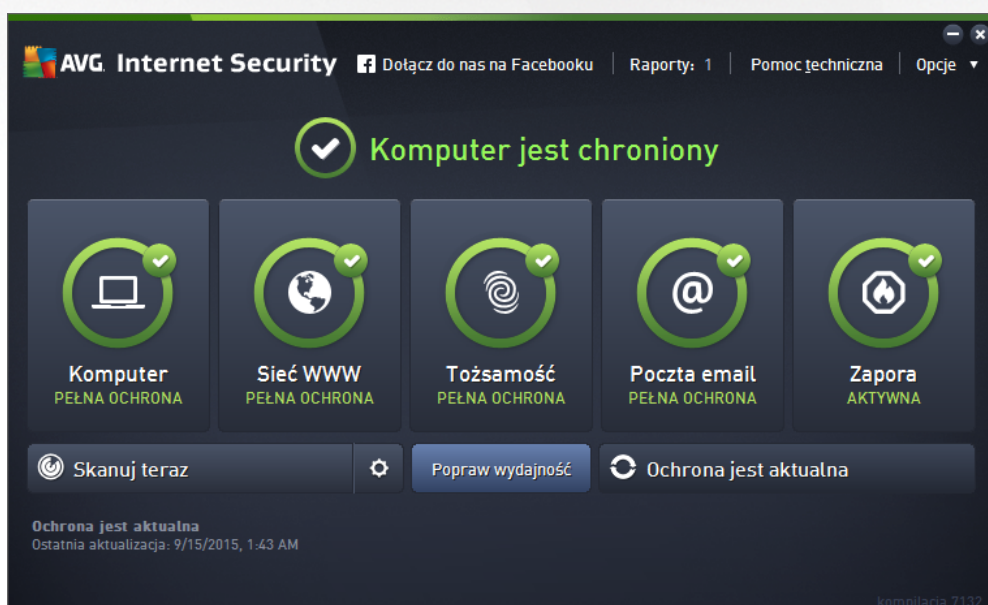 AVG. Internet Security
Dołącz do nas na Facebooku
Raporty: 1
Pomoc techniczna
Opcje
Komputer jest chroniony
Komputer
PEŁNA OCHRONA
Sieć WWW
PEŁNA OCHRONA
Tożsamość
PEŁNA OCHRONA
Poczta email
PEŁNA OCHRONA
Zapora
AKTYWNA
Skanuj teraz
Popraw wydajność
Ochrona jest aktualna
Ochrona jest aktualna
Ostatnia aktualizacja: 9/15/2015, 1:43 AM
kompilacja 7132